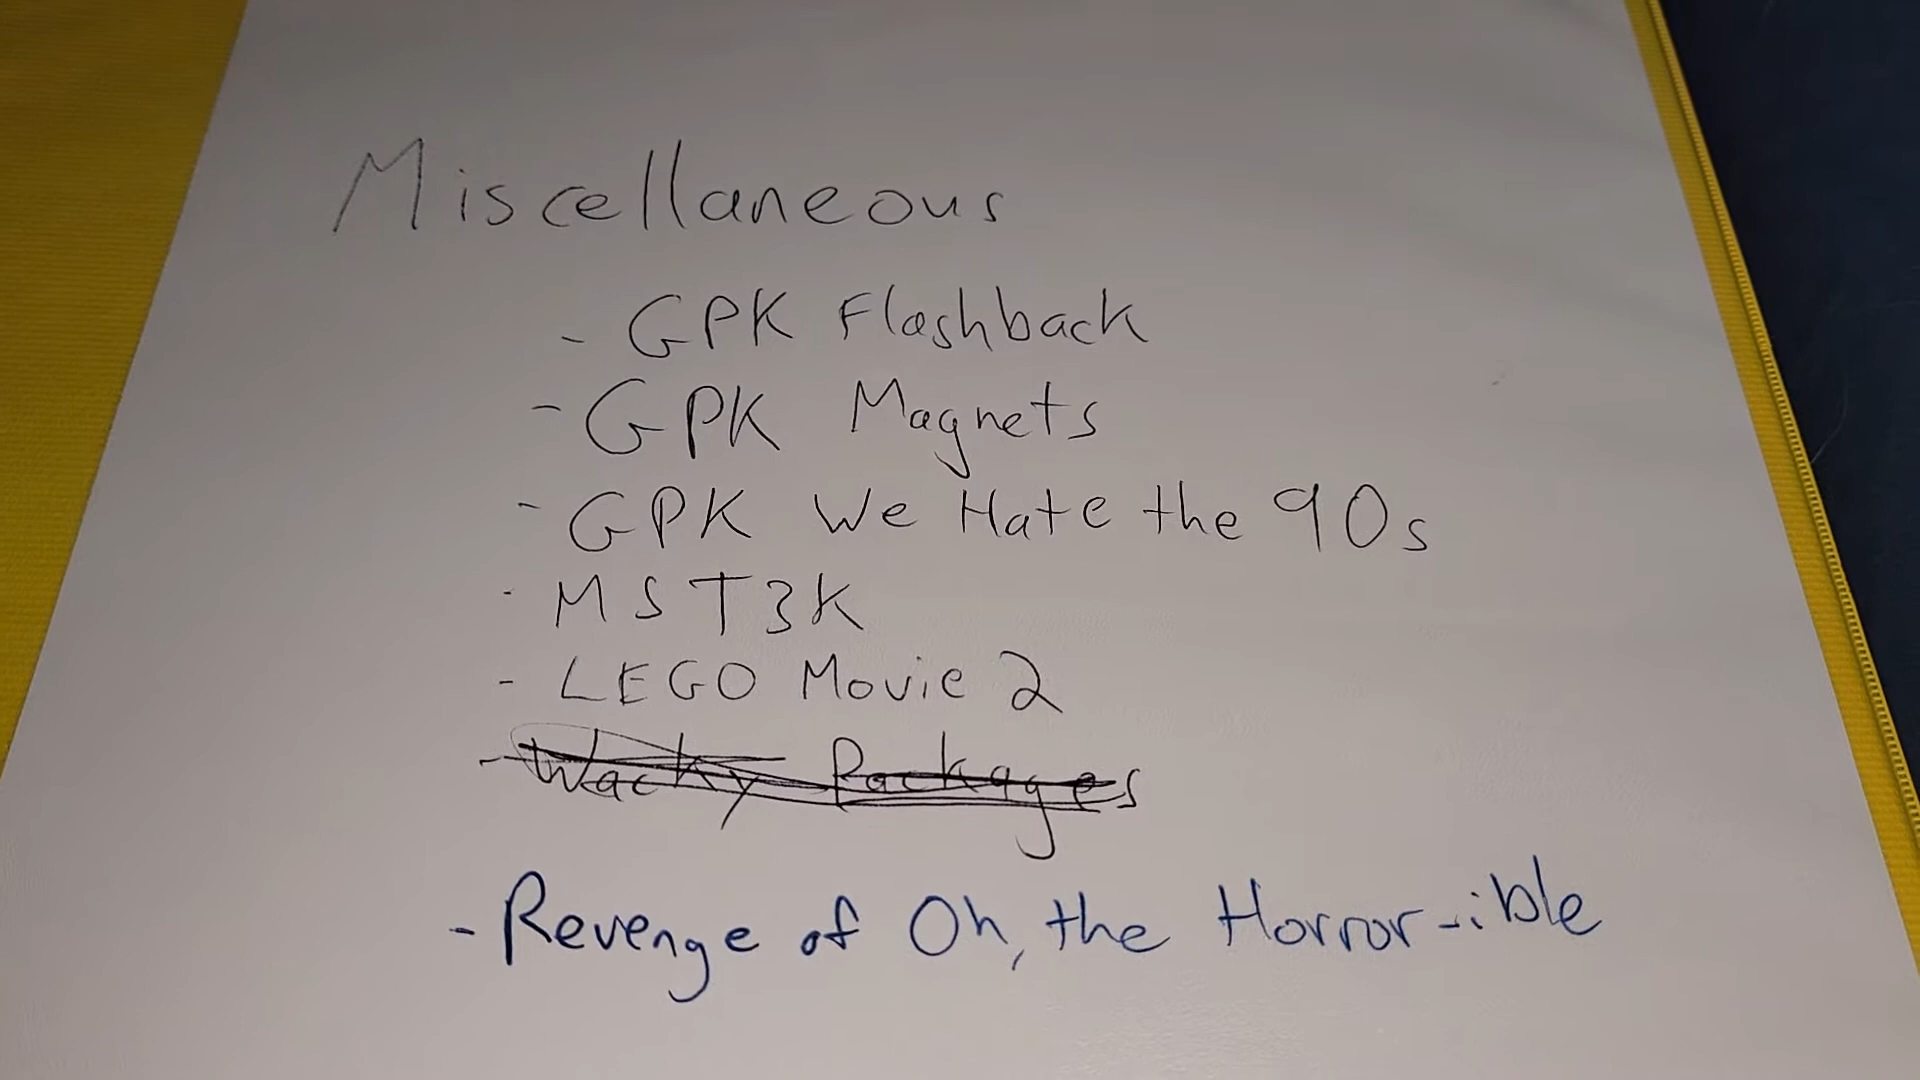 Miscellaneous
- GPK Flashback
- GPK Magnets
- GPK We Hate the 90s
- MST3K
- LEGO Movie 2
- Wacky Packages
- Revenge of Oh, the Horror-ible